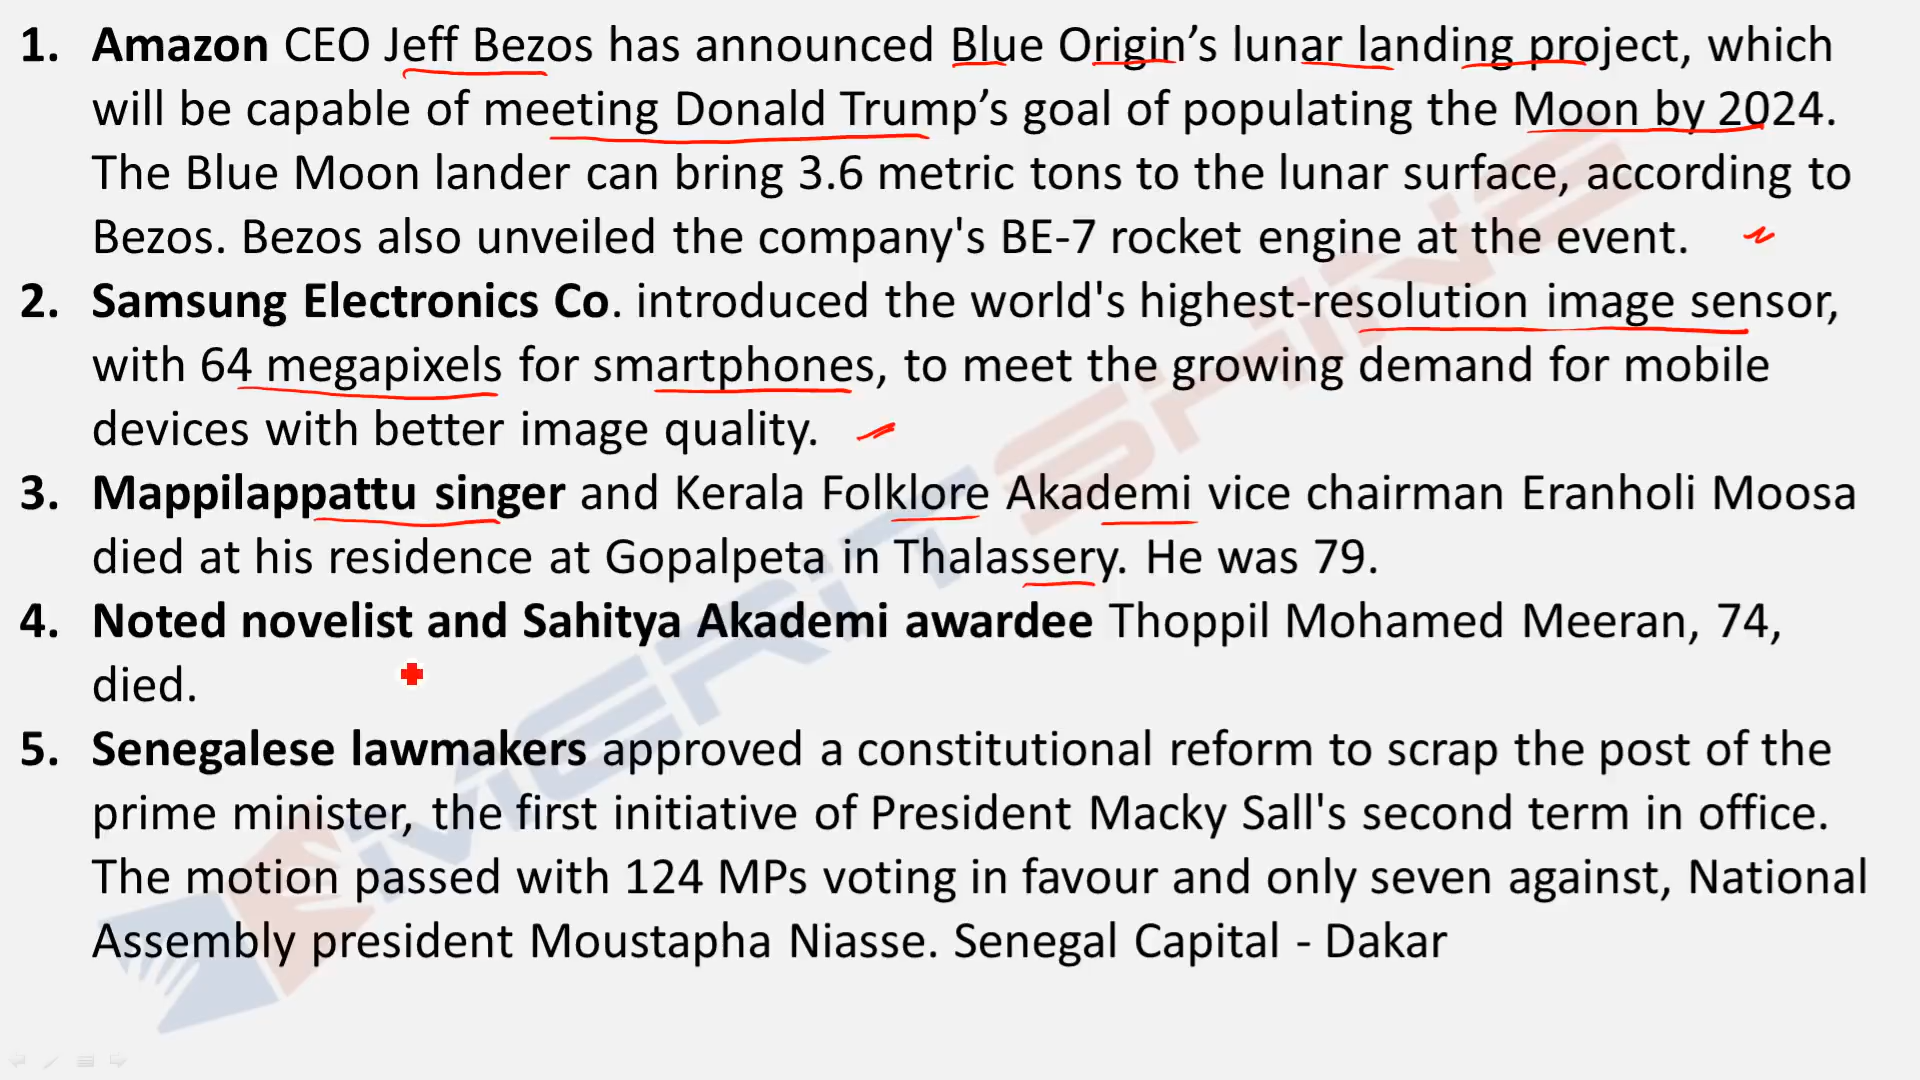 1. Amazon CEO Jeff Bezos has announced Blue Origin’s lunar landing project, which
will be capable of meeting Donald Trump’s goal of populating the Moon by 2024.
The Blue Moon lander can bring 3.6 metric tons to the lunar surface, according to
Bezos. Bezos also unveiled the company's BE-7 rocket engine at the event.
2. Samsung Electronics Co. introduced the world's highest-resolution image sensor,
with 64 megapixels for smartphones, to meet the growing demand for mobile
devices with better image quality.
3. Mappilappattu singer and Kerala Folklore Akademi vice chairman Eranholi Moosa
died at his residence at Gopalpeta in Thalassery. He was 79.
4. Noted novelist and Sahitya Akademi awardee Thoppil Mohamed Meeran, 74,
died.
5. Senegalese lawmakers approved a constitutional reform to scrap the post of the
prime minister, the first initiative of President Macky Sall's second term in office.
The motion passed with 124 MPs voting in favour and only seven against, National
Assembly president Moustapha Niasse. Senegal Capital - Dakar